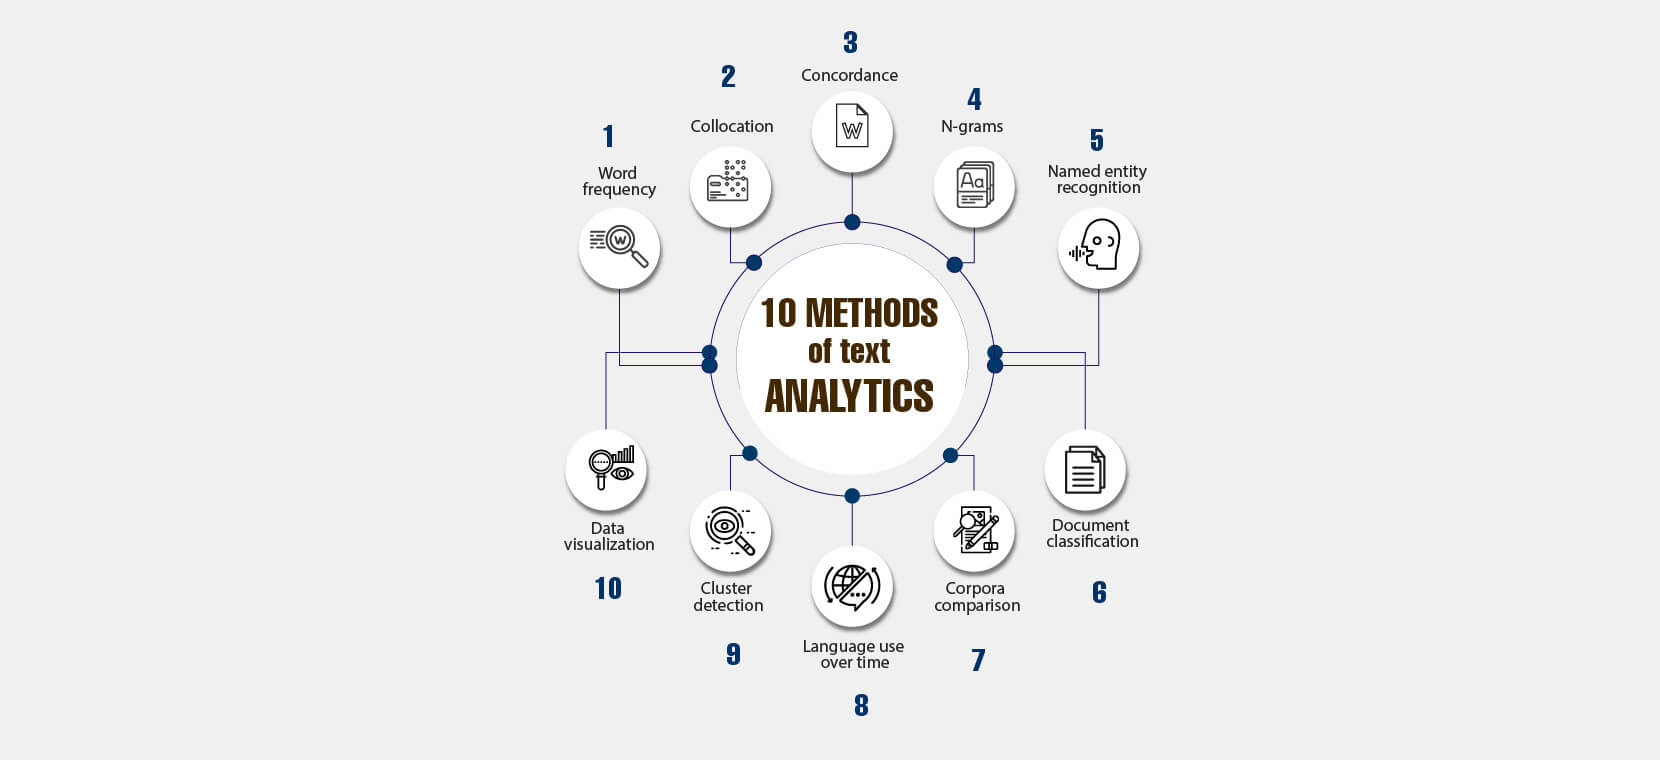 10 METHODS
of text
ANALYTICS
1
Word
frequency
W
2
Collocation
3
Concordance
W
4
N-grams
Aa
5
Named entity
recognition
Document
classification
6
Corpora
comparison
7
Language use
over time
8
Cluster
detection
9
Data
visualization
10